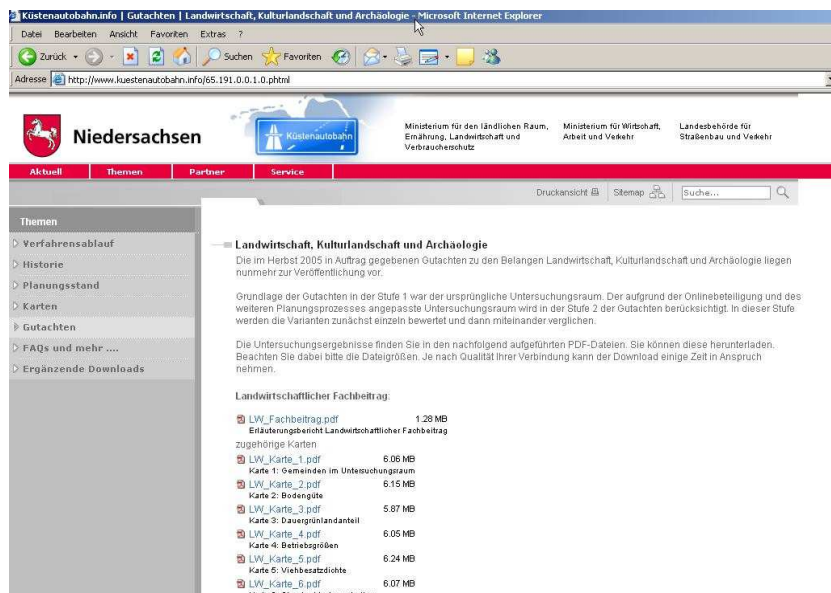 Küstenautobahn.info | Gutachten | Landwirtschaft, Kulturlandschaft und Archäologie - Microsoft Internet Explorer
Datei Bearbeiten Ansicht Favoriten Extras ?
Zurück Suchen Favoriten
Adresse http://www.kuestenautobahn.info/65.191.0.0.1.0.phtml
Niedersachsen
Küstenautobahn
Ministerium für den ländlichen Raum,
Ernährung, Landwirtschaft und
Verbraucherschutz
Ministerium für Wirtschaft,
Arbeit und Verkehr
Landesbehörde für
Straßenbau und Verkehr
Aktuell Themen Partner Service
Druckansicht Sitemap Suche...
Themen
Verfahrensablauf
Historie
Planungsstand
Karten
Gutachten
FAQs und mehr ....
Ergänzende Downloads
Landwirtschaft, Kulturlandschaft und Archäologie
Die im Herbst 2005 in Auftrag gegebenen Gutachten zu den Belangen Landwirtschaft, Kulturlandschaft und Archäologie liegen
nunmehr zur Veröffentlichung vor.
Grundlage der Gutachten in der Stufe 1 war der ursprüngliche Untersuchungsraum. Der aufgrund der Onlinebeteiligung und des
weiteren Planungsprozesses angepasste Untersuchungsraum wird in der Stufe 2 der Gutachten berücksichtigt. In dieser Stufe
werden die Varianten zunächst einzeln bewertet und dann miteinander verglichen.
Die Untersuchungsergebnisse finden Sie in den nachfolgend aufgeführten PDF-Dateien. Sie können diese herunterladen.
Beachten Sie dabei bitte die Dateigrößen. Je nach Qualität Ihrer Verbindung kann der Download einige Zeit in Anspruch
nehmen.
Landwirtschaftlicher Fachbeitrag:
LW_Fachbeitrag.pdf 1.28 MB
Erläuterungsbericht Landwirtschaftlicher Fachbeitrag
zugehörige Karten
LW_Karte_1.pdf 6.06 MB
Karte 1: Gemeinden im Untersuchungsraum
LW_Karte_2.pdf 6.15 MB
Karte 2: Bodengüte
LW_Karte_3.pdf 5.87 MB
Karte 3: Dauergrünlandanteil
LW_Karte_4.pdf 6.05 MB
Karte 4: Betriebsgrößen
LW_Karte_5.pdf 6.24 MB
Karte 5: Viehbesatzdichte
LW_Karte_6.pdf 6.07 MB